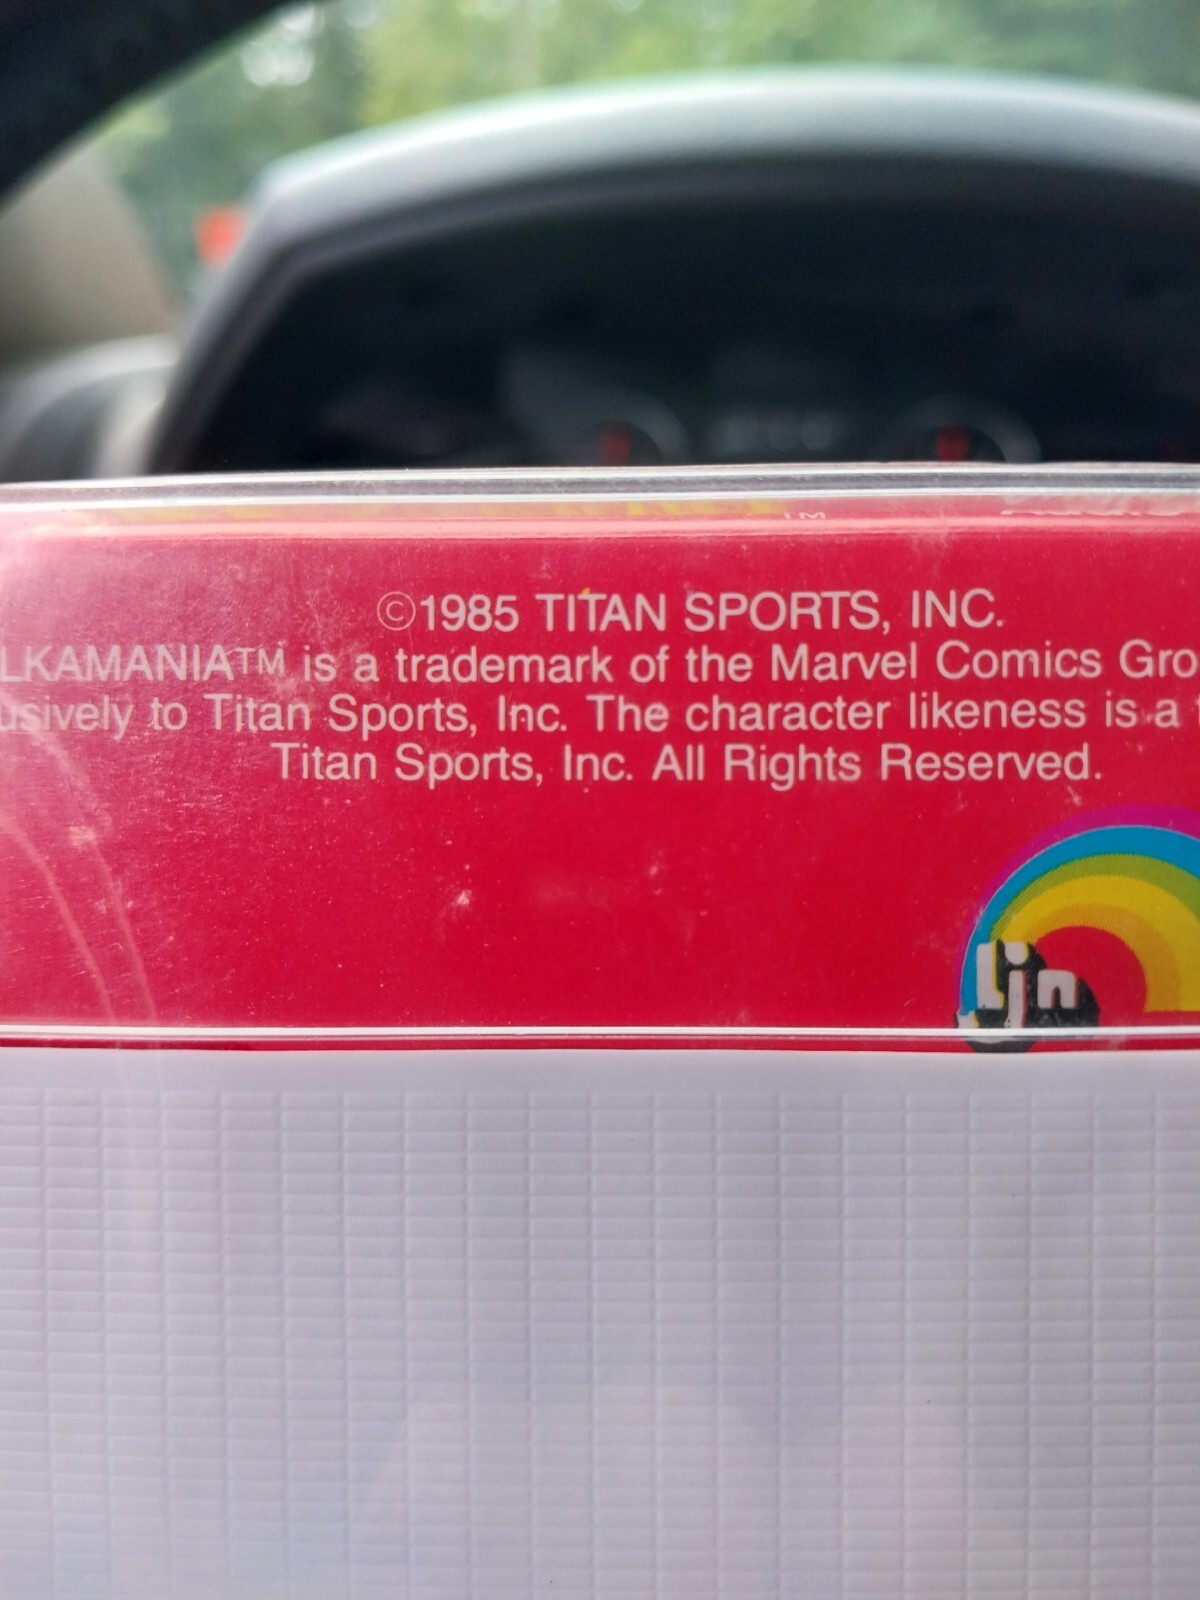 TM
©1985 TITAN SPORTS, INC.
LKAMANIA™ is a trademark of the Marvel Comics Gro
usively to Titan Sports, Inc. The character likeness is a
Titan Sports, Inc. All Rights Reserved.
ljn